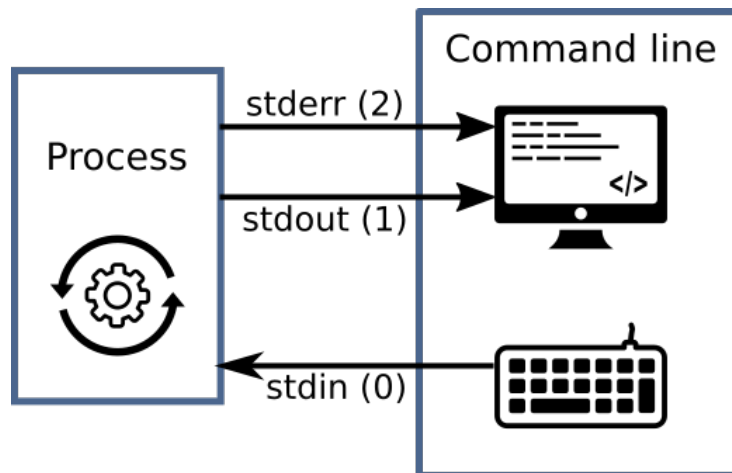 Command line
stderr (2)
Process
</>
stdout (1)
stdin (0)